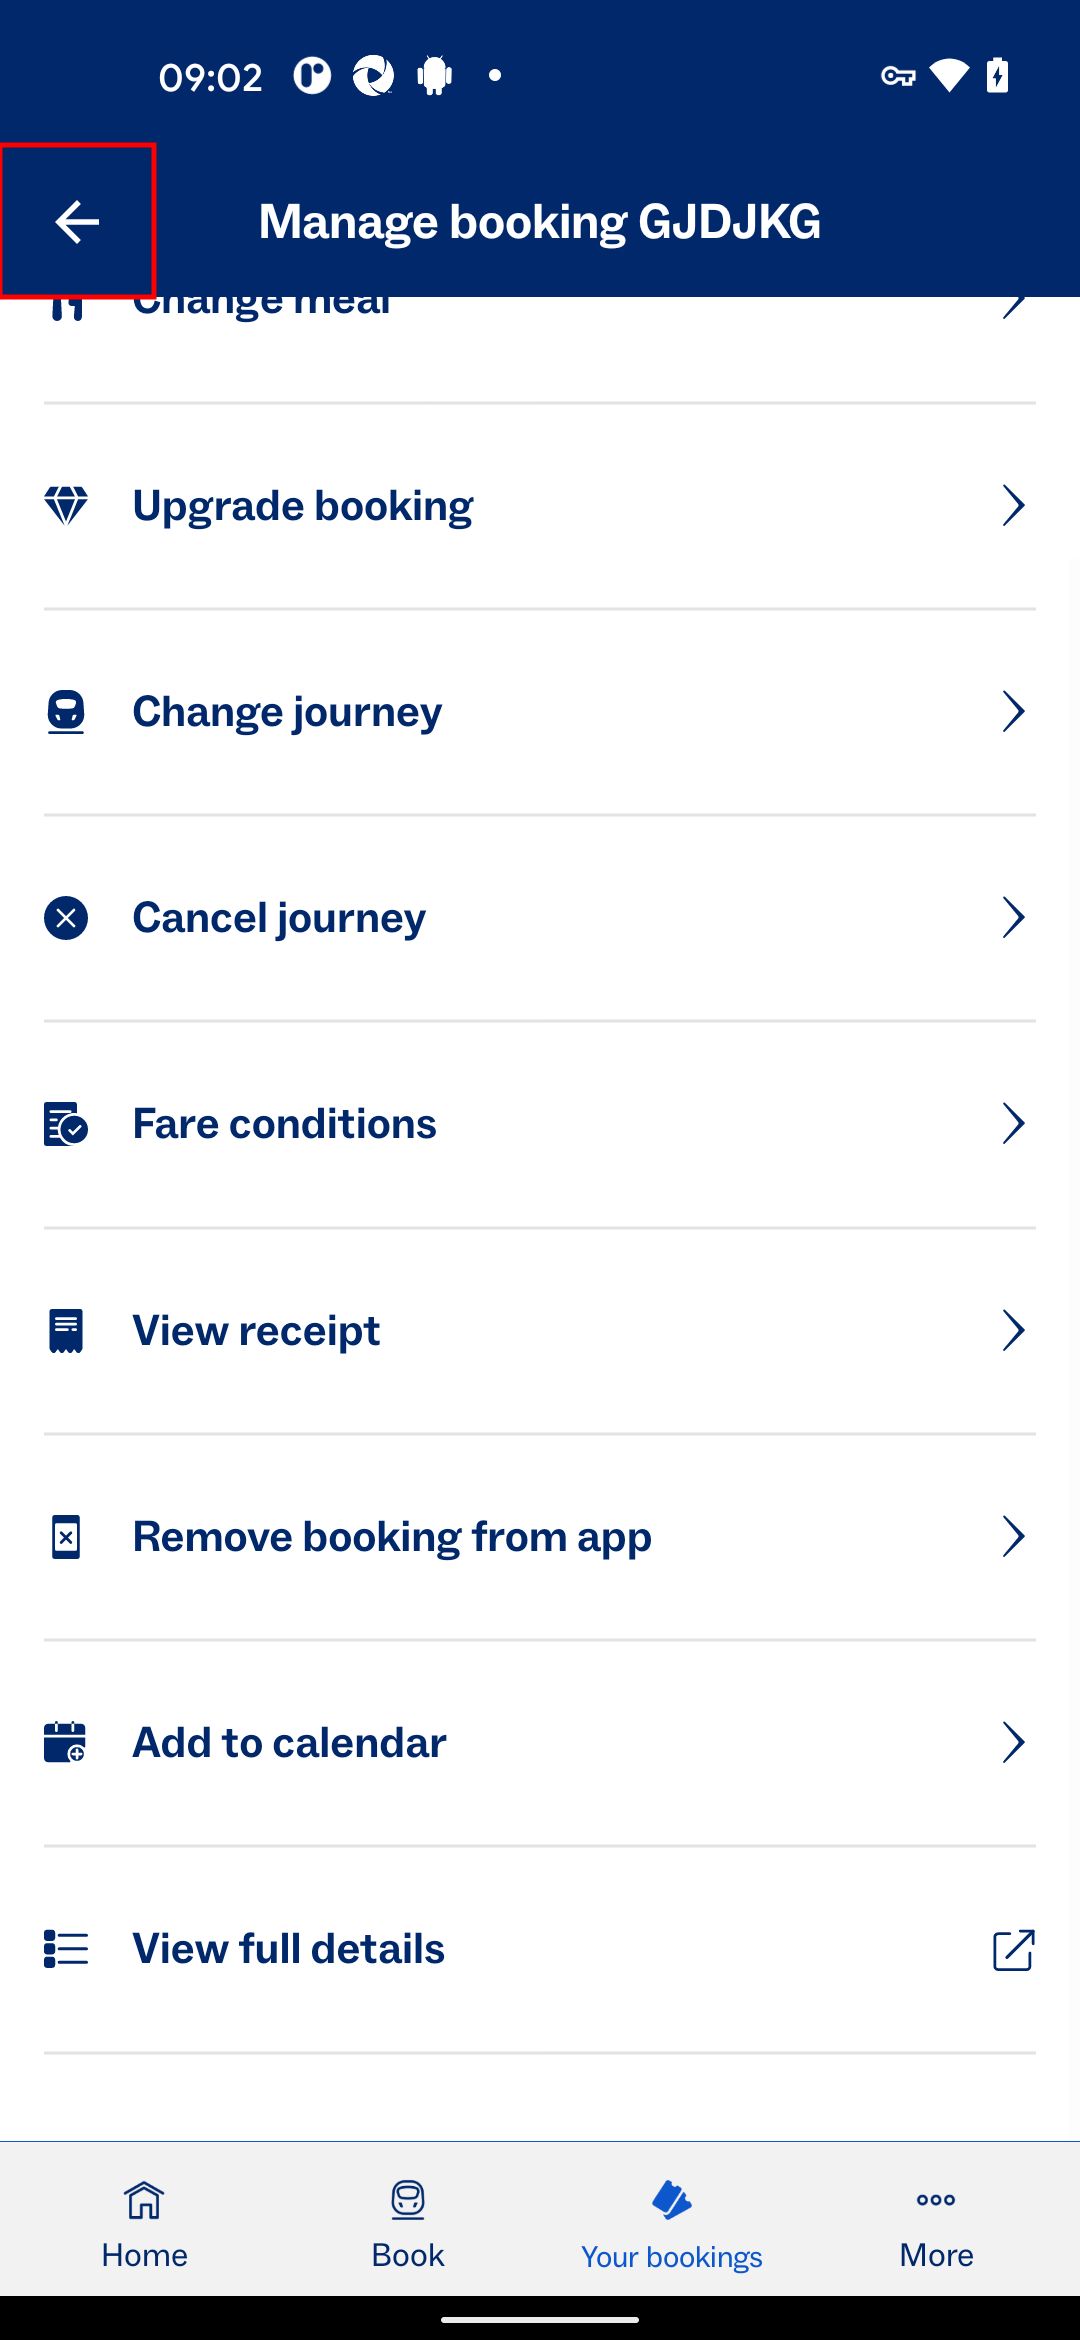 09:02
Manage booking GJDJKG
Change meal
Upgrade booking
Change journey
Cancel journey
Fare conditions
View receipt
Remove booking from app
Add to calendar
View full details
Home
Book
Your bookings
More